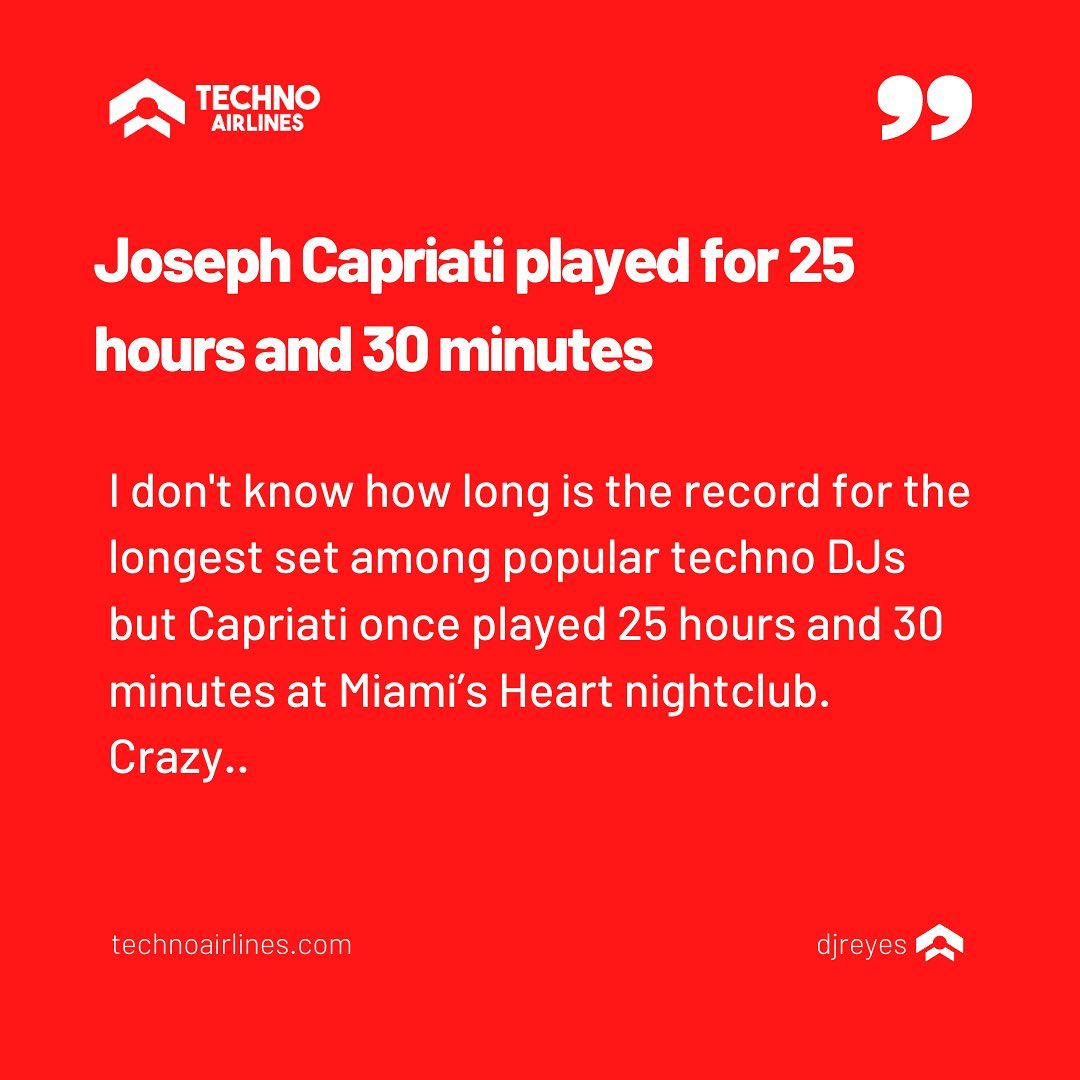 TECHNO
AIRLINES
”
Joseph Capriati played for 25
hours and 30 minutes
I don't know how long is the record for the
longest set among popular techno DJs
but Capriati once played 25 hours and 30
minutes at Miami’s Heart nightclub.
Crazy..
technoairlines.com
djreyes